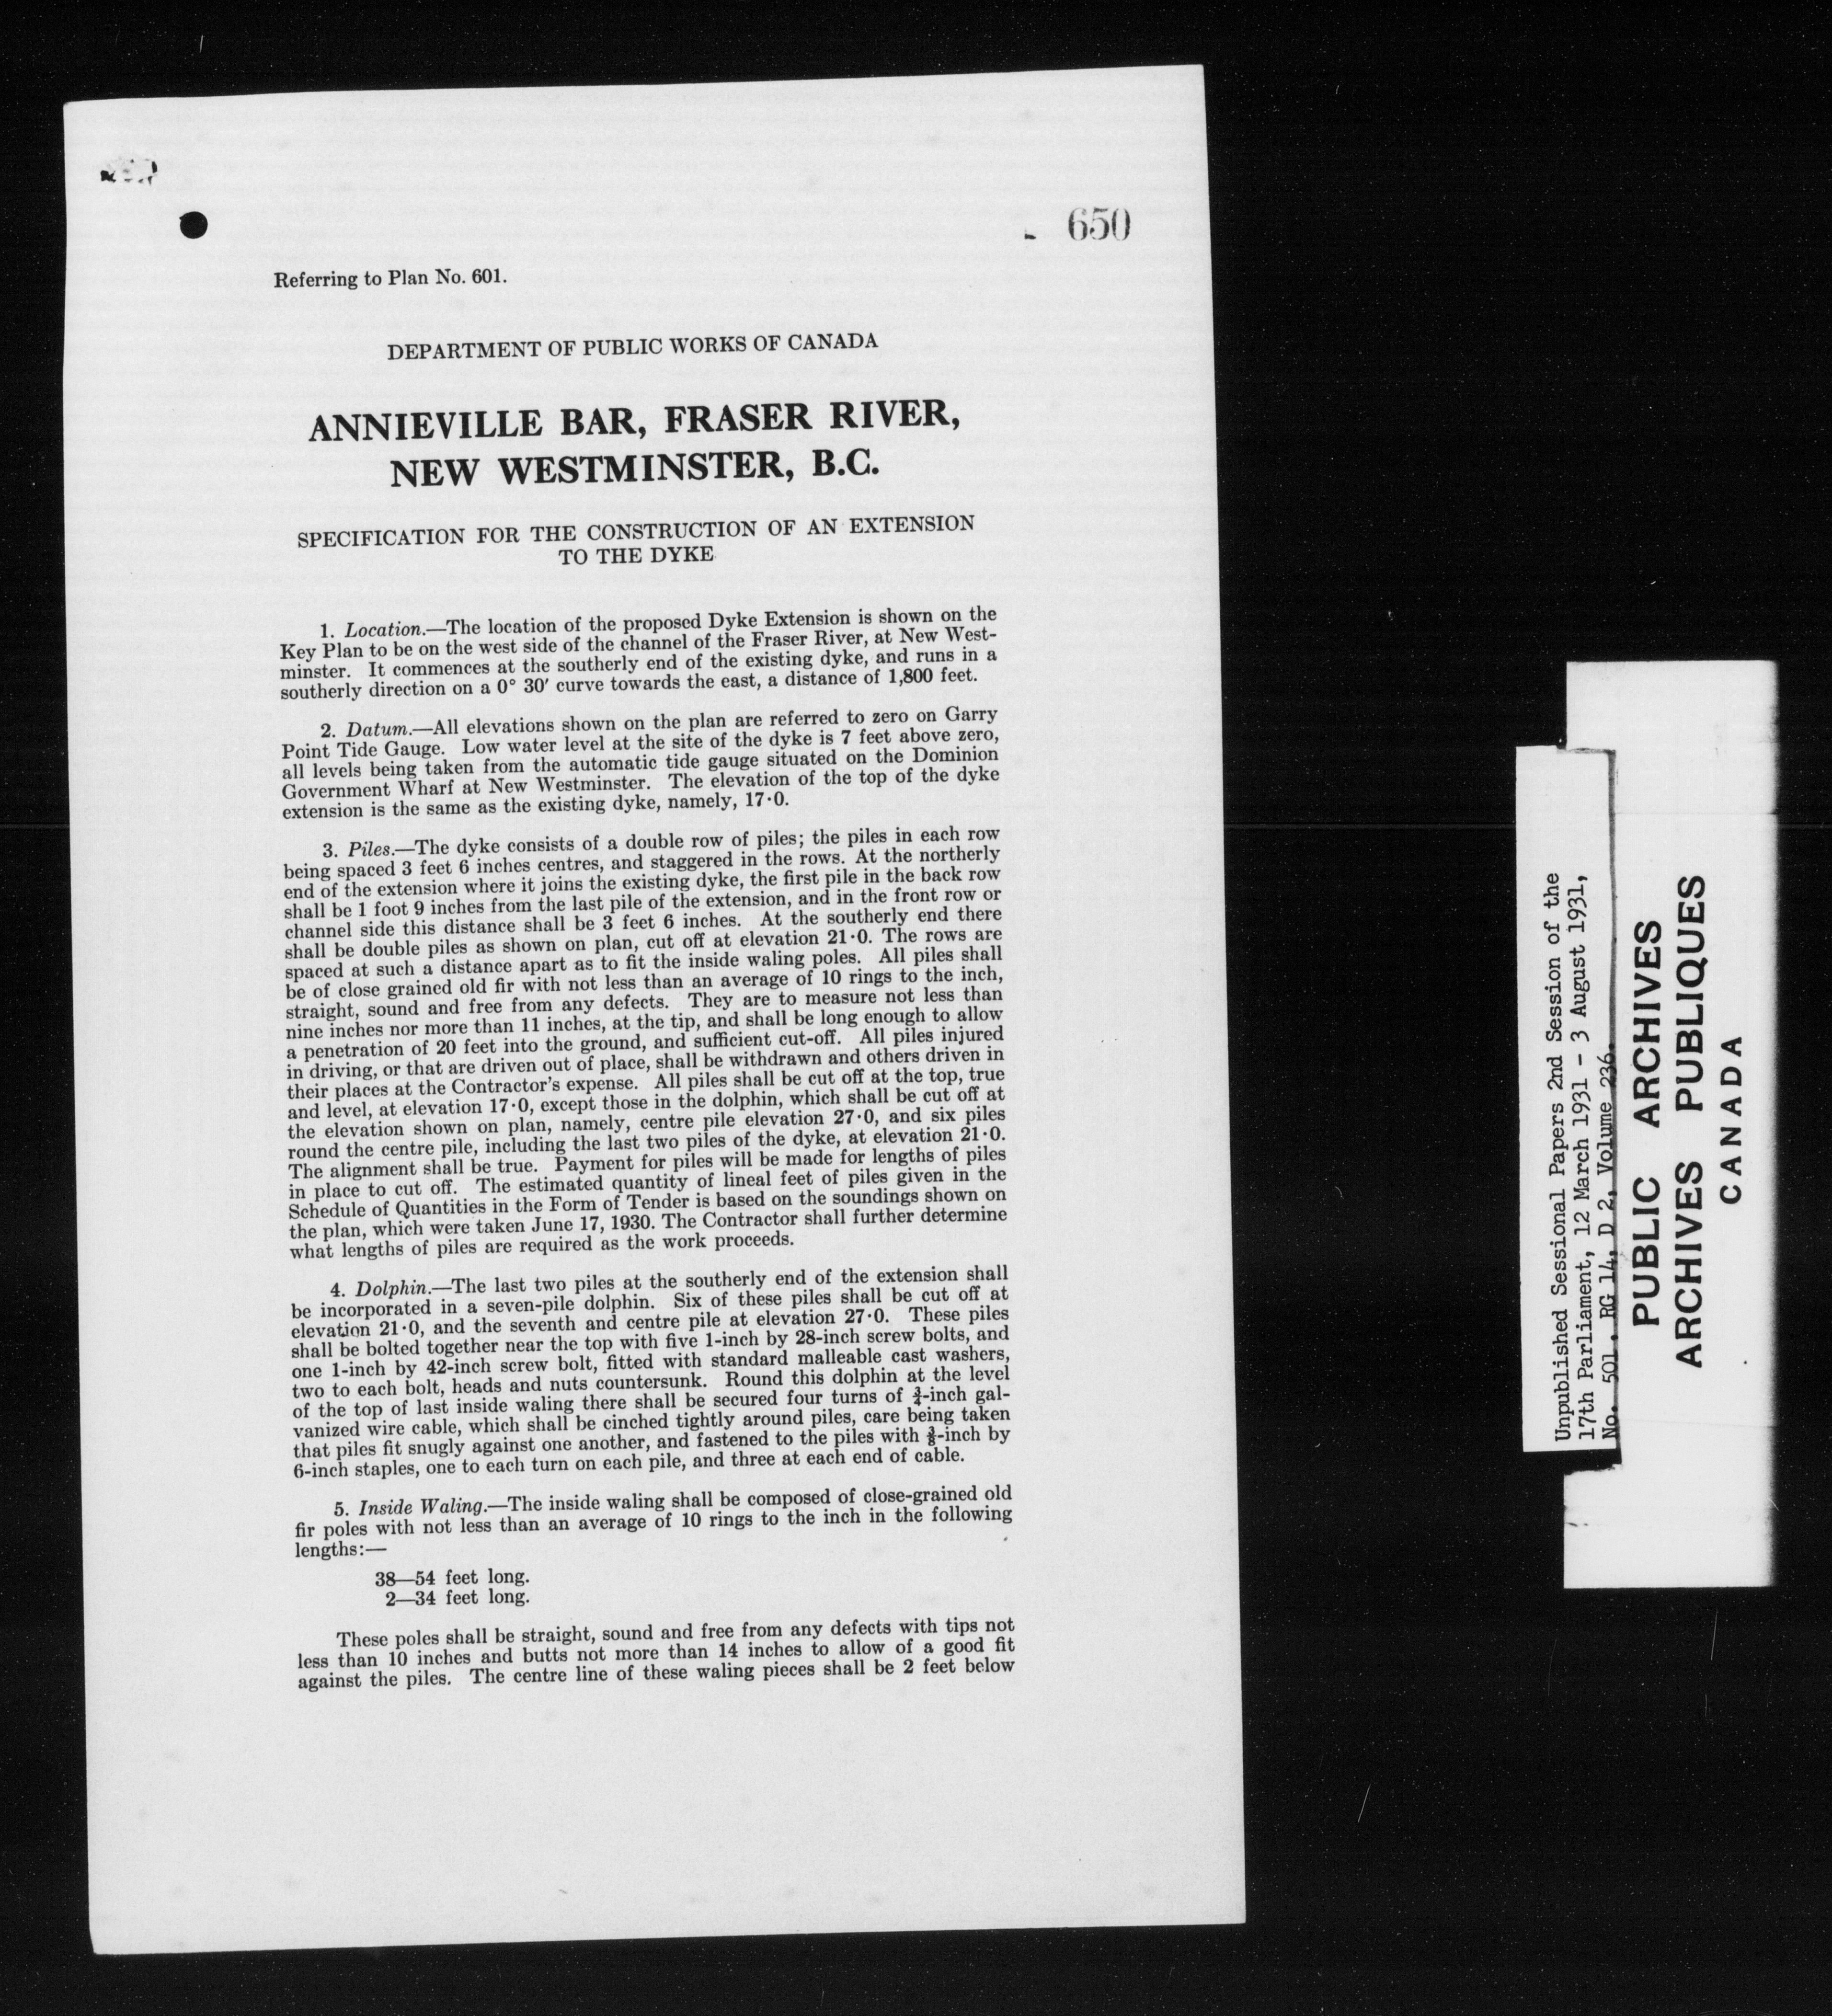 650
Referring to Plan No. 601.
DEPARTMENT OF PUBLIC WORKS OF CANADA
ANNIEVILLE BAR, FRASER RIVER,
NEW WESTMINSTER, B.C.
SPECIFICATION FOR THE CONSTRUCTION OF AN EXTENSION
TO THE DYKE
1. Location.—The location of the proposed Dyke Extension is shown on the
Key Plan to be on the west side of the channel of the Fraser River, at New West-
minster. It commences at the southerly end of the existing dyke, and runs in a
southerly direction on a 0° 30′ curve towards the east, a distance of 1,800 feet.
2. Datum.—All elevations shown on the plan are referred to zero on Garry
Point Tide Gauge. Low water level at the site of the dyke is 7 feet above zero,
all levels being taken from the automatic tide gauge situated on the Dominion
Government Wharf at New Westminster. The elevation of the top of the dyke
extension is the same as the existing dyke, namely, 17·0.
3. Piles.—The dyke consists of a double row of piles; the piles in each row
being spaced 3 feet 6 inches centres, and staggered in the rows. At the northerly
end of the extension where it joins the existing dyke, the first pile in the back row
shall be 1 foot 9 inches from the last pile of the extension, and in the front row or
channel side this distance shall be 3 feet 6 inches. At the southerly end there
shall be double piles as shown on plan, cut off at elevation 21·0. The rows are
spaced at such a distance apart as to fit the inside waling poles. All piles shall
be of close grained old fir with not less than an average of 10 rings to the inch,
straight, sound and free from any defects. They are to measure not less than
nine inches nor more than 11 inches, at the tip, and shall be long enough to allow
a penetration of 20 feet into the ground, and sufficient cut-off. All piles injured
in driving, or that are driven out of place, shall be withdrawn and others driven in
their places at the Contractor's expense. All piles shall be cut off at the top, true
and level, at elevation 17·0, except those in the dolphin, which shall be cut off at
the elevation shown on plan, namely, centre pile elevation 27·0, and six piles
round the centre pile, including the last two piles of the dyke, at elevation 21·0.
The alignment shall be true. Payment for piles will be made for lengths of piles
in place to cut off. The estimated quantity of lineal feet of piles given in the
Schedule of Quantities in the Form of Tender is based on the soundings shown on
the plan, which were taken June 17, 1930. The Contractor shall further determine
what lengths of piles are required as the work proceeds.
4. Dolphin.—The last two piles at the southerly end of the extension shall
be incorporated in a seven-pile dolphin. Six of these piles shall be cut off at
elevation 21·0, and the seventh and centre pile at elevation 27·0. These piles
shall be bolted together near the top with five 1-inch by 28-inch screw bolts, and
one 1-inch by 42-inch screw bolt, fitted with standard malleable cast washers,
two to each bolt, heads and nuts countersunk. Round this dolphin at the level
of the top of last inside waling there shall be secured four turns of ¾-inch gal-
vanized wire cable, which shall be cinched tightly around piles, care being taken
that piles fit snugly against one another, and fastened to the piles with ⅜-inch by
6-inch staples, one to each turn on each pile, and three at each end of cable.
5. Inside Waling.—The inside waling shall be composed of close-grained old
fir poles with not less than an average of 10 rings to the inch in the following
lengths:—
38—54 feet long.
2—34 feet long.
These poles shall be straight, sound and free from any defects with tips not
less than 10 inches and butts not more than 14 inches to allow of a good fit
against the piles. The centre line of these waling pieces shall be 2 feet below
Unpublished Sessional Papers 2nd Session of the
17th Parliament, 12 March 1931 - 3 August 1931,
No. 501. RG 14, D 2, Volume 236.
PUBLIC ARCHIVES
ARCHIVES PUBLIQUES
CANADA